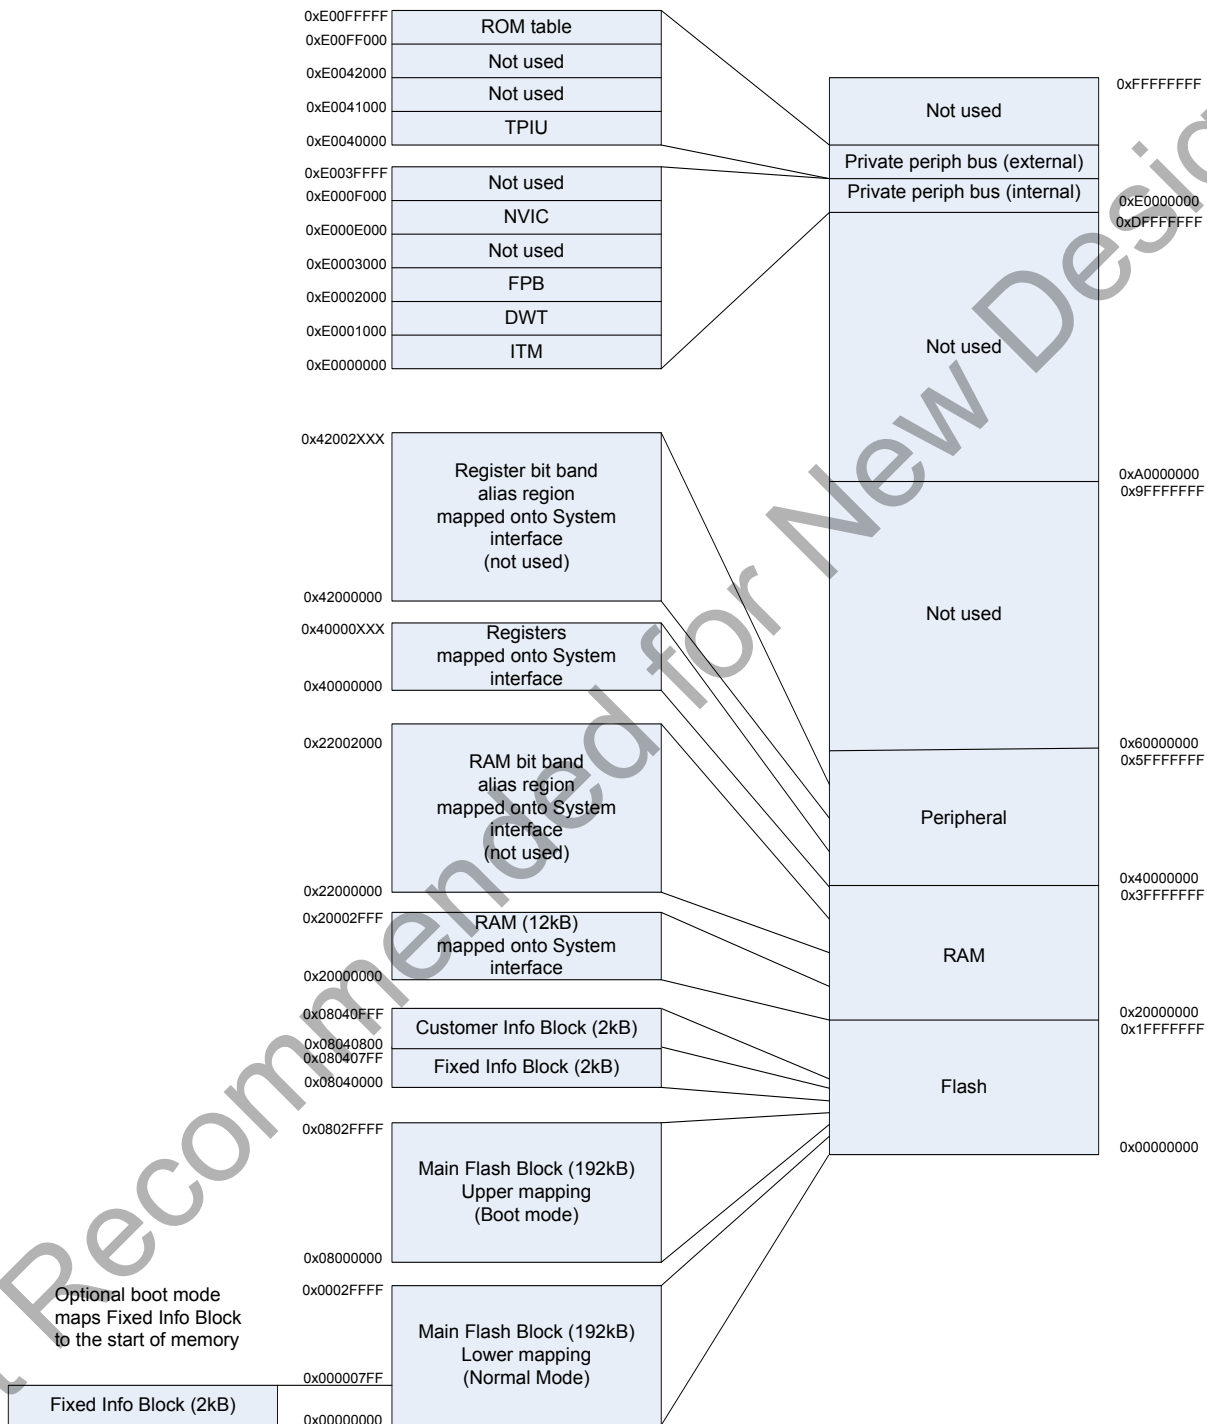 0xE00FFFFF
ROM table
0xE00FF000
Not used
0xE0042000
Not used
0xE0041000
TPIU
0xE0040000
0xE003FFFF
Not used
0xE000F000
NVIC
0xE000E000
Not used
0xE0003000
FPB
0xE0002000
DWT
0xE0001000
ITM
0xE0000000
0x42002XXX
Register bit band
alias region
mapped onto System
interface
(not used)
0x42000000
0x40000XXX
Registers
mapped onto System
interface
0x40000000
0x22002000
RAM bit band
alias region
mapped onto System
interface
(not used)
0x22000000
0x20002FFF
RAM (12kB)
mapped onto System
interface
0x20000000
0x08040FFF
Customer Info Block (2kB)
0x08040800
0x080407FF
Fixed Info Block (2kB)
0x08040000
0x0802FFFF
Main Flash Block (192kB)
Upper mapping
(Boot mode)
0x08000000
0x0002FFFF
Main Flash Block (192kB)
Lower mapping
(Normal Mode)
Optional boot mode
maps Fixed Info Block
to the start of memory
0x000007FF
Fixed Info Block (2kB)
0x00000000
0xFFFFFFFF
Not used
Private periph bus (external)
Private periph bus (internal)
0xE0000000
0xDFFFFFFF
Not used
0xA0000000
0x9FFFFFFF
Not used
0x60000000
0x5FFFFFFF
Peripheral
0x40000000
0x3FFFFFFF
RAM
0x20000000
0x1FFFFFFF
Flash
0x00000000
Recommended for New Desig